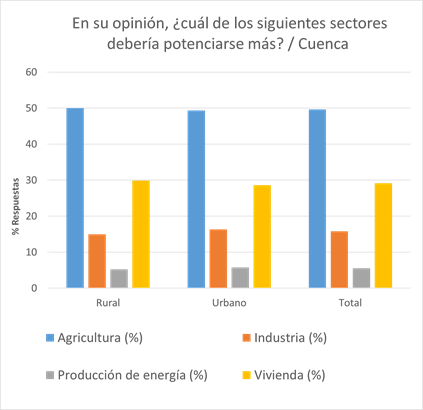 En su opinión, ¿cuál de los siguientes sectores
debería potenciarse más? / Cuenca
60
50
40
30
20
10
0
% Respuestas
Rural
Urbano
Total
Agricultura (%)
Industria (%)
Producción de energía (%)
Vivienda (%)